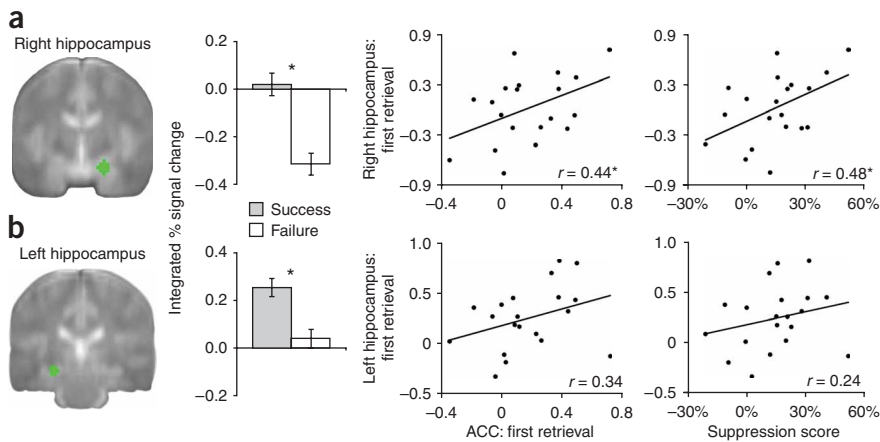 a
Right hippocampus
Integrated % signal change
0.2
*
0.0
−0.2
−0.4
Success
Failure
Right hippocampus:
first retrieval
0.9
0.3
−0.3
−0.9
r = 0.44*
−0.4 0 0.4 0.8
0.9
0.3
−0.3
−0.9
r = 0.48*
−30% 0% 30% 60%
b
Left hippocampus
0.4
*
0.2
0.0
−0.2
Left hippocampus:
first retrieval
1.0
0.5
0
−0.5
r = 0.34
−0.4 0 0.4 0.8
ACC: first retrieval
1.0
0.5
0
−0.5
r = 0.24
−30% 0% 30% 60%
Suppression score